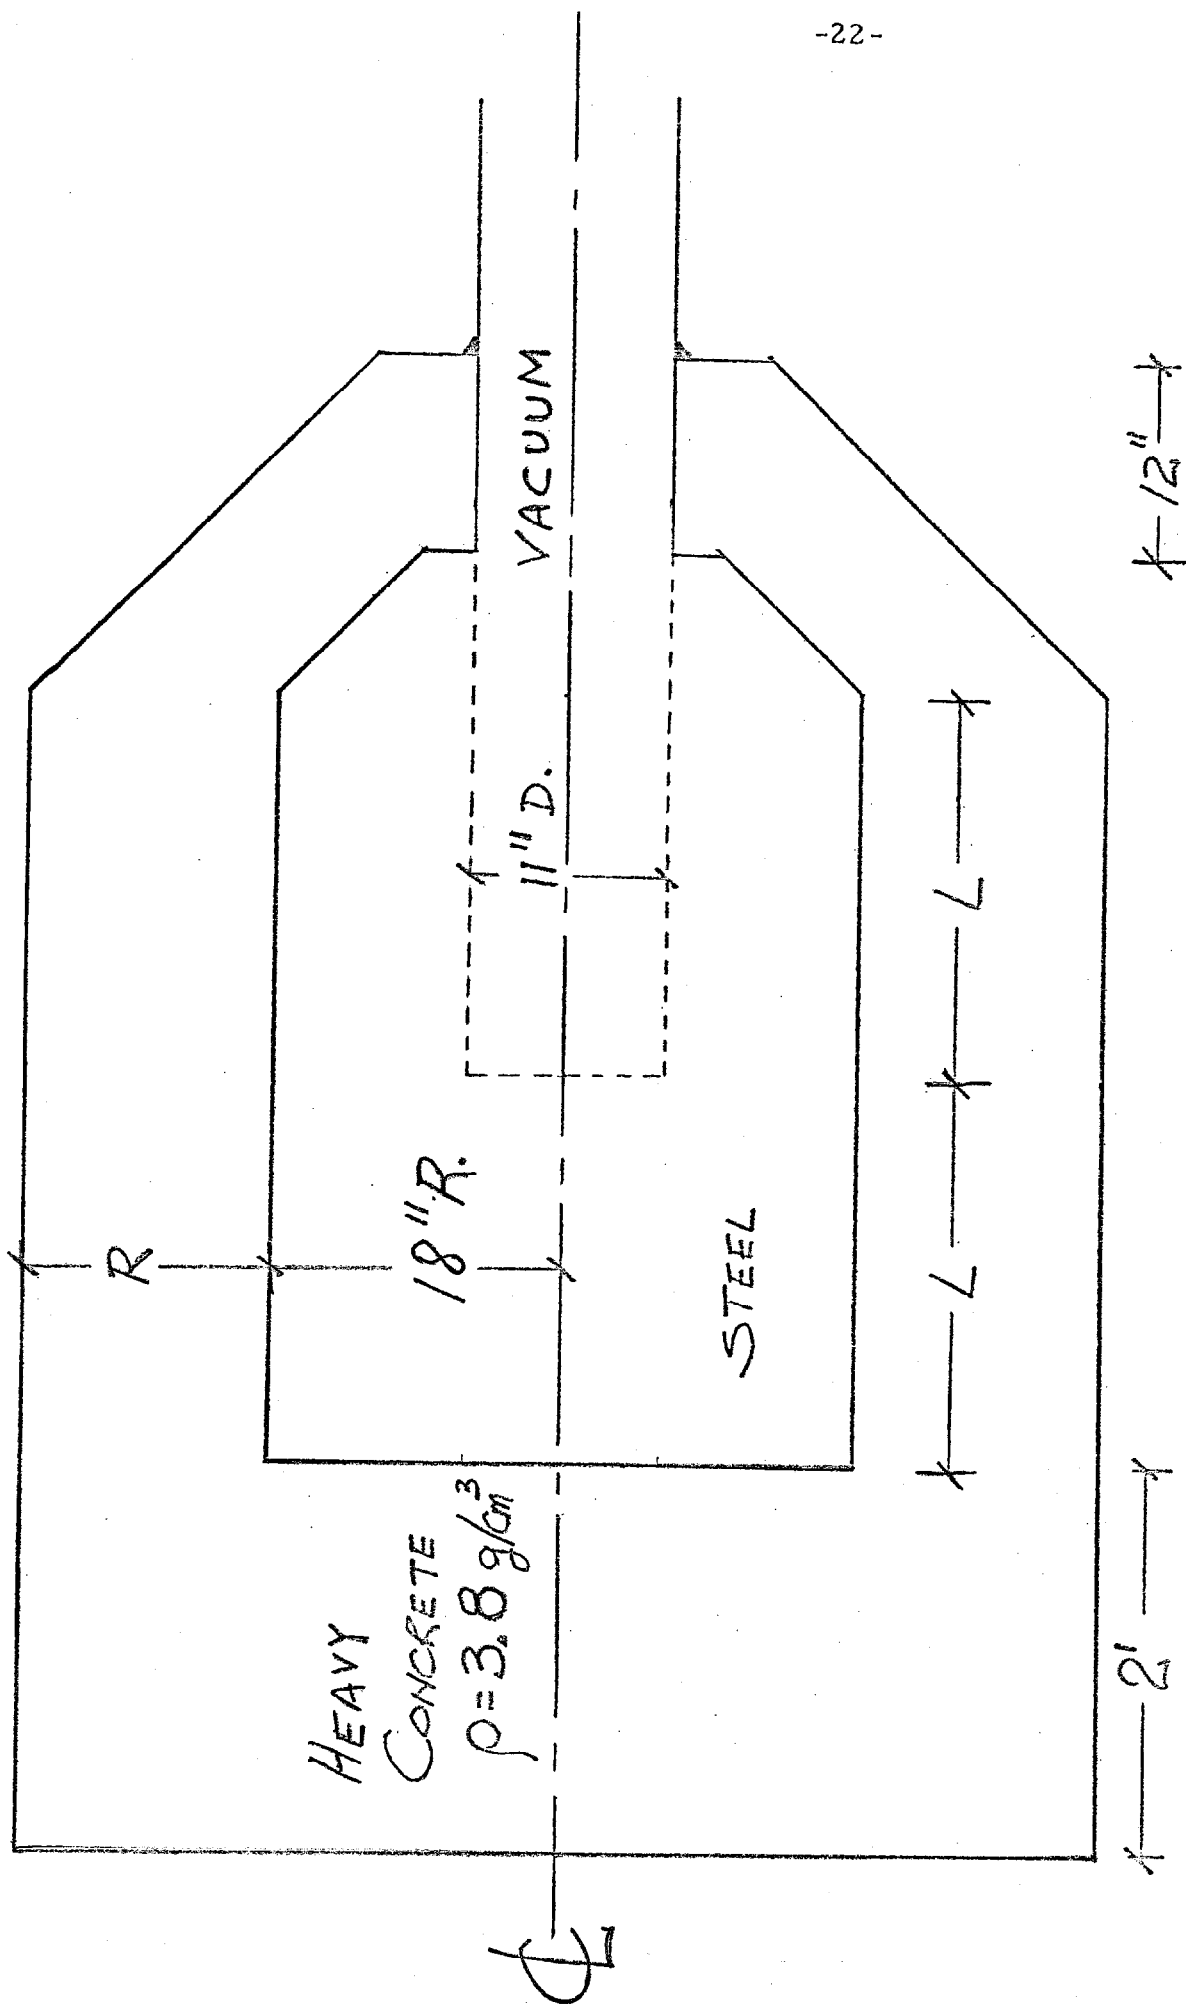 -22-
VACUUM
12"
11" D.
L
R
18" R.
L
STEEL
HEAVY
CONCRETE
ρ=3.8 g/cm³
2'
℄